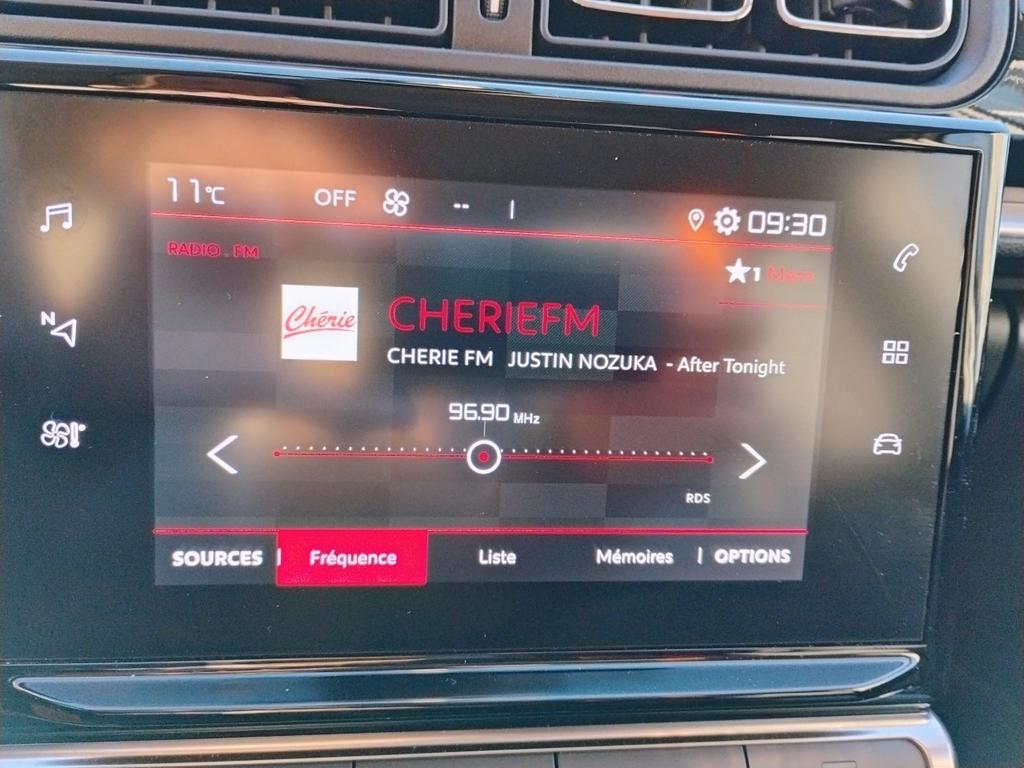 11°C OFF -- 09:30
RADIO . FM
★1 Mem
Chérie
CHERIEFM
CHERIE FM JUSTIN NOZUKA - After Tonight
96.90 MHz
N
RDS
SOURCES Fréquence Liste Mémoires OPTIONS